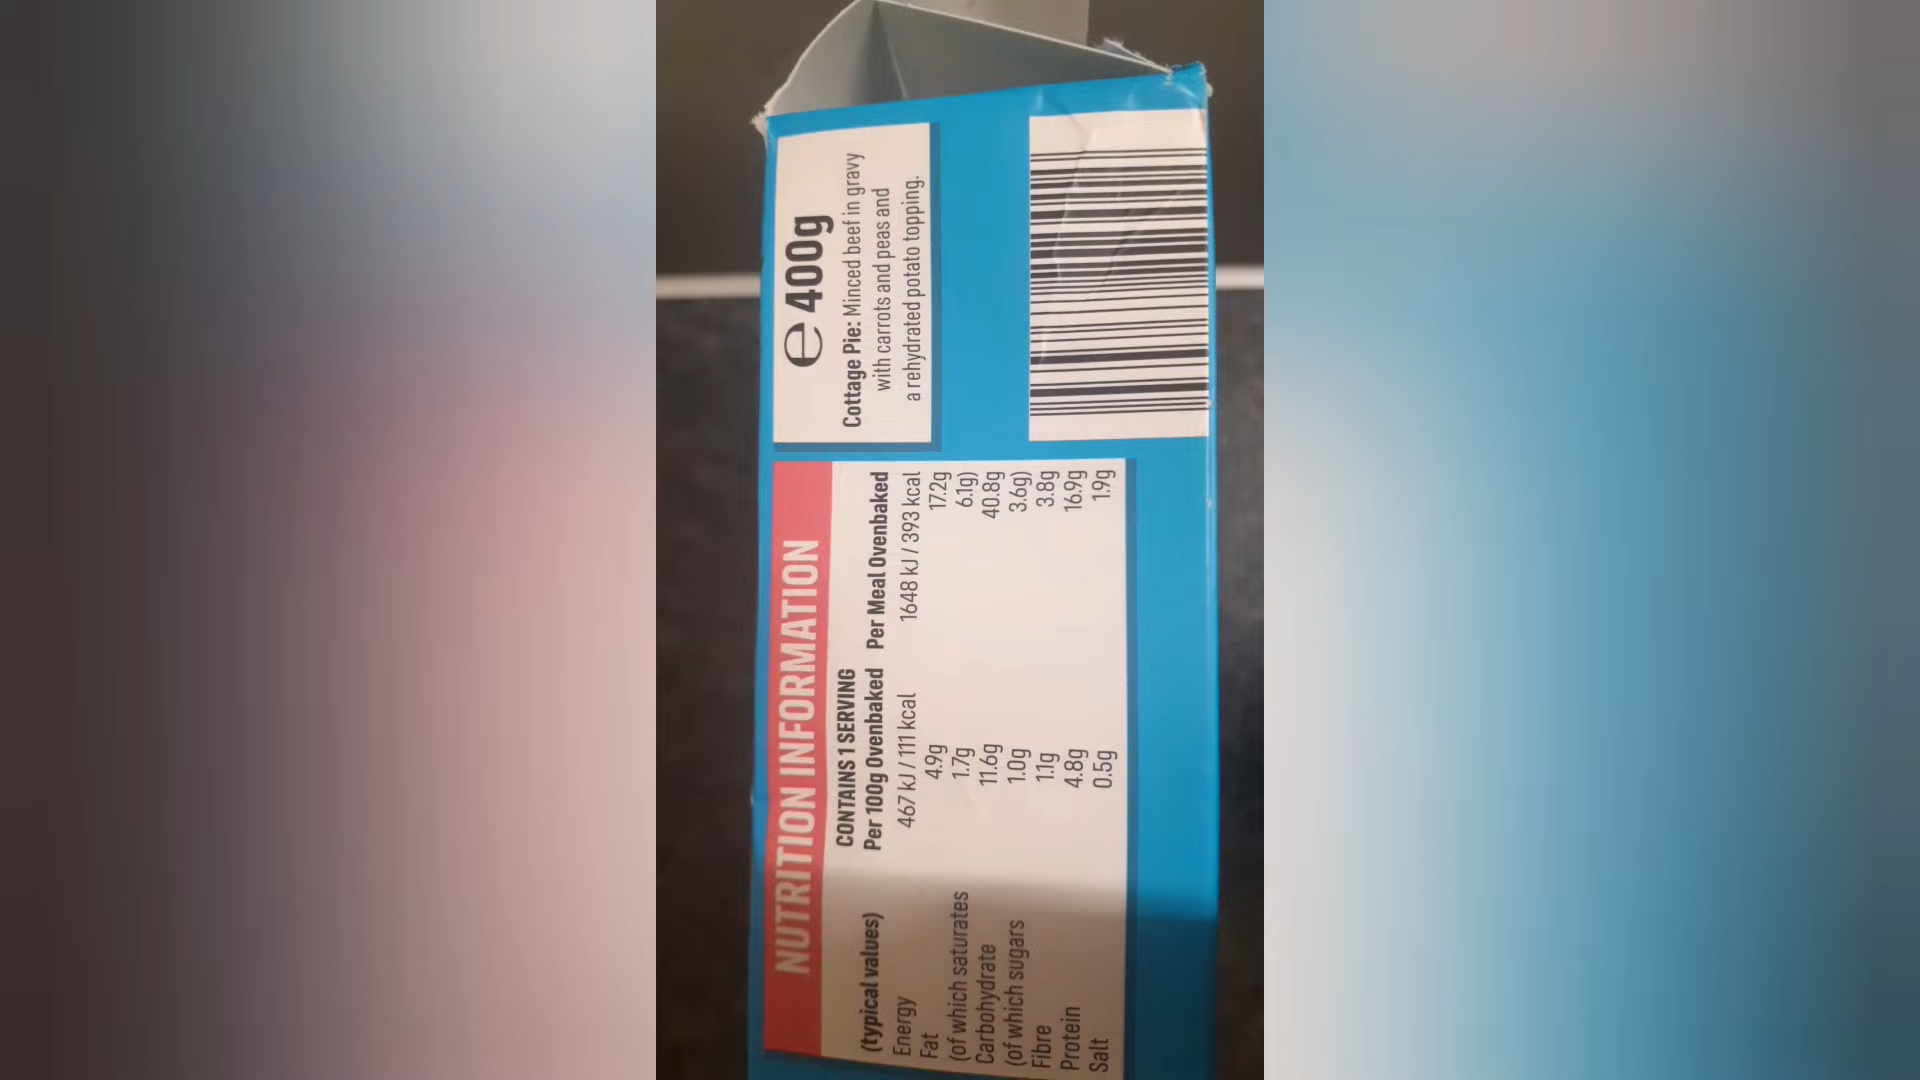 e 400g
Cottage Pie: Minced beef in gravy
with carrots and peas and
a rehydrated potato topping.
NUTRITION INFORMATION
CONTAINS 1 SERVING
(typical values) Per 100g Ovenbaked Per Meal Ovenbaked
Energy 467 kJ / 111 kcal 1648 kJ / 393 kcal
Fat 4.9g 17.2g
(of which saturates 1.7g 6.1g)
Carbohydrate 11.6g 40.8g
(of which sugars 1.0g 3.6g)
Fibre 1.1g 3.8g
Protein 4.8g 16.9g
Salt 0.5g 1.9g